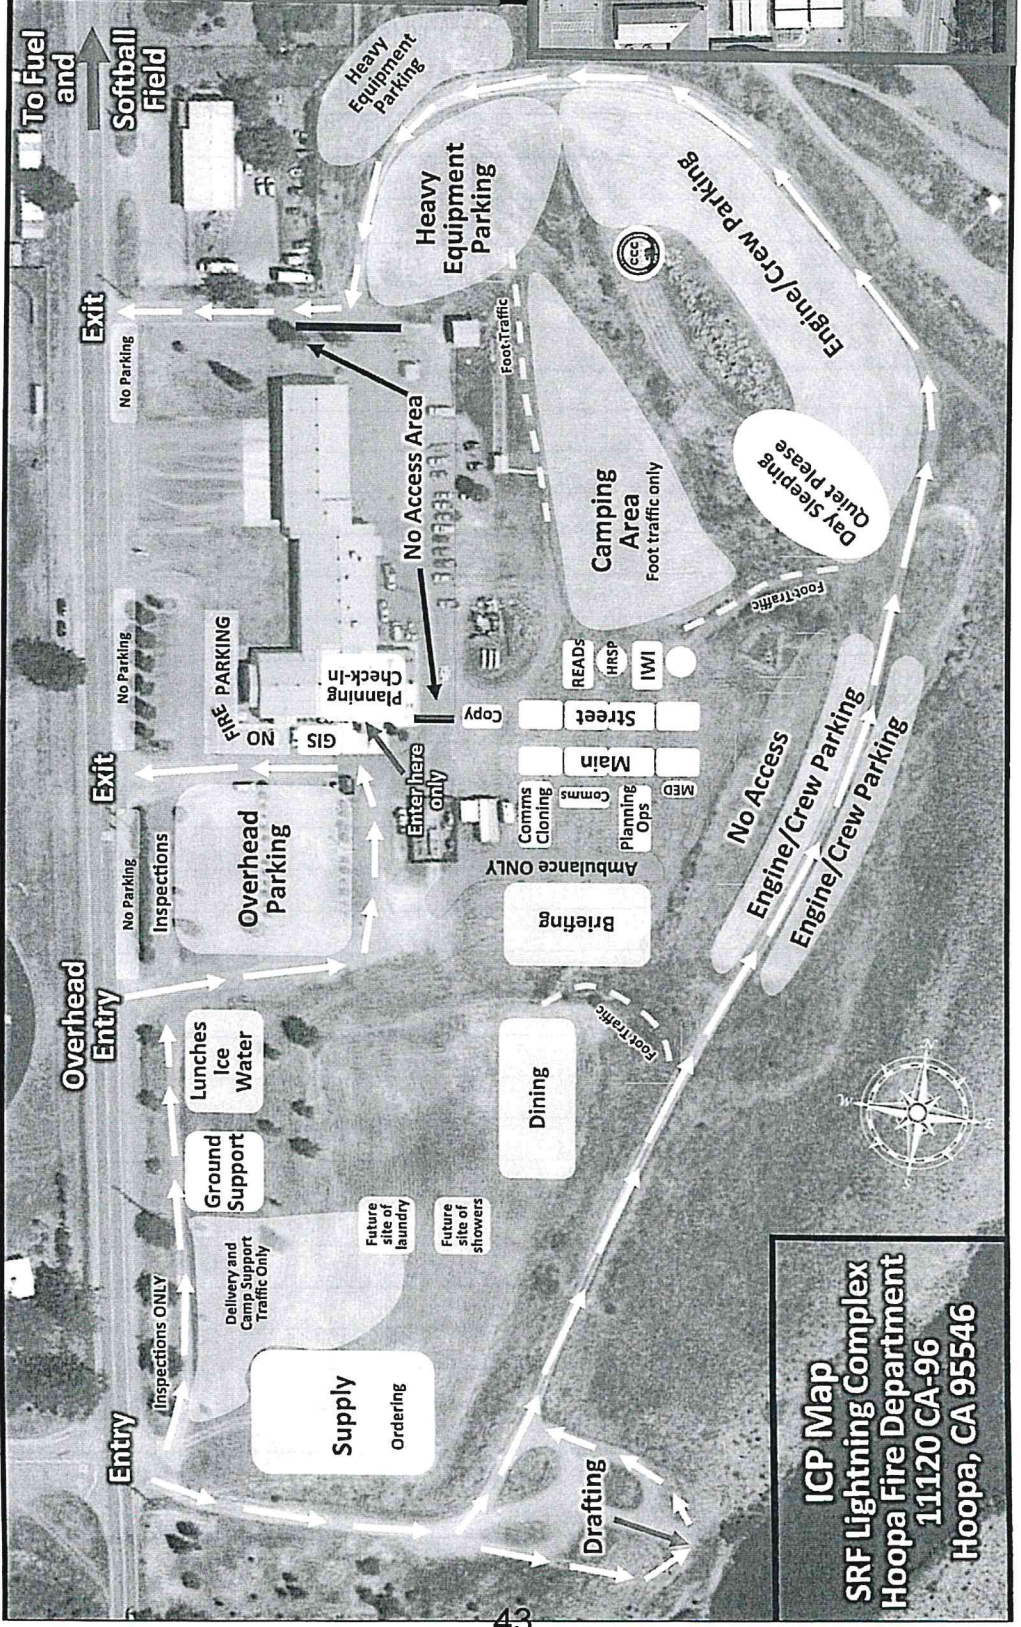 Entry
Overhead
Entry
Exit
Exit
To Fuel
and
Softball
Field
Inspections ONLY
No Parking
Inspections
No Parking
No Parking
Delivery and
Camp Support
Traffic Only
Ground
Support
Lunches
Ice
Water
Overhead
Parking
FIRE PARKING
NO
GIS
Planning
Check-In
Enter here
only
No Access Area
Heavy
Equipment
Parking
Heavy
Equipment
Parking
Supply
Ordering
Future
site of
laundry
Future
site of
showers
Dining
Foot Traffic
Briefing
Ambulance ONLY
Comms
Cloning
Comms
Planning
Ops
MED
Main
Street
Copy
READs
HRSP
IWI
Camping
Area
Foot traffic only
Foot Traffic
Foot Traffic
CCC
Day Sleeping
Quiet Please
Engine/Crew Parking
No Access
Engine/Crew Parking
Engine/Crew Parking
Drafting
N
W
E
S
ICP Map
SRF Lightning Complex
Hoopa Fire Department
11120 CA-96
Hoopa, CA 95546
43